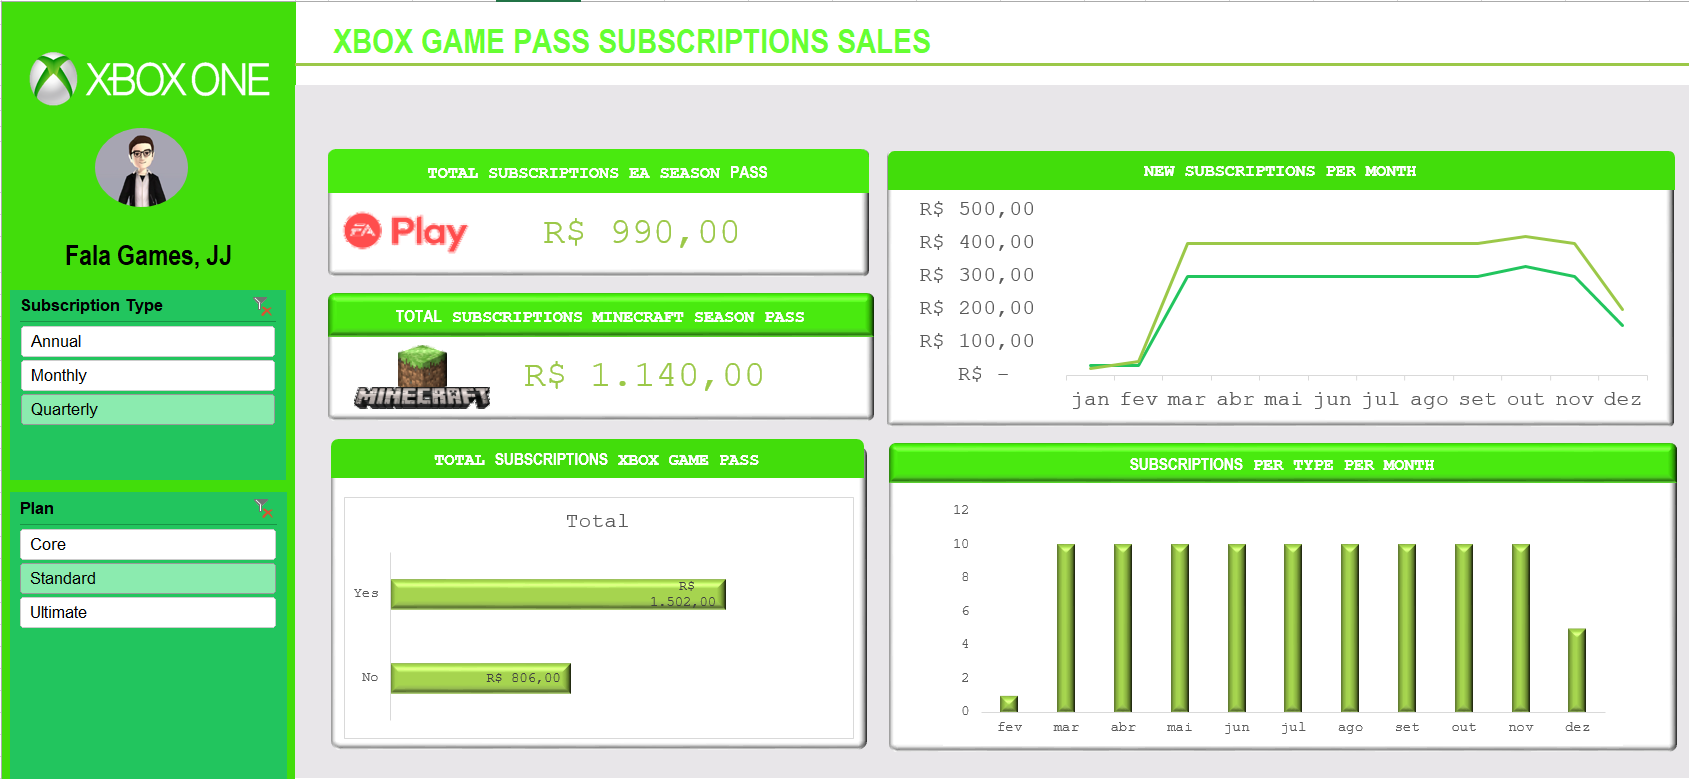 XBOX GAME PASS SUBSCRIPTIONS SALES
XBOX ONE
Fala Games, JJ
Subscription Type
Annual
Monthly
Quarterly
Plan
Core
Standard
Ultimate
TOTAL SUBSCRIPTIONS EA SEASON PASS
EA Play
R$ 990,00
TOTAL SUBSCRIPTIONS MINECRAFT SEASON PASS
MINECRAFT
R$ 1.140,00
TOTAL SUBSCRIPTIONS XBOX GAME PASS
Total
Yes
R$
1.502,00
No
R$ 806,00
NEW SUBSCRIPTIONS PER MONTH
R$ 500,00
R$ 400,00
R$ 300,00
R$ 200,00
R$ 100,00
R$ -
jan fev mar abr mai jun jul ago set out nov dez
SUBSCRIPTIONS PER TYPE PER MONTH
12
10
8
6
4
2
0
fev mar abr mai jun jul ago set out nov dez